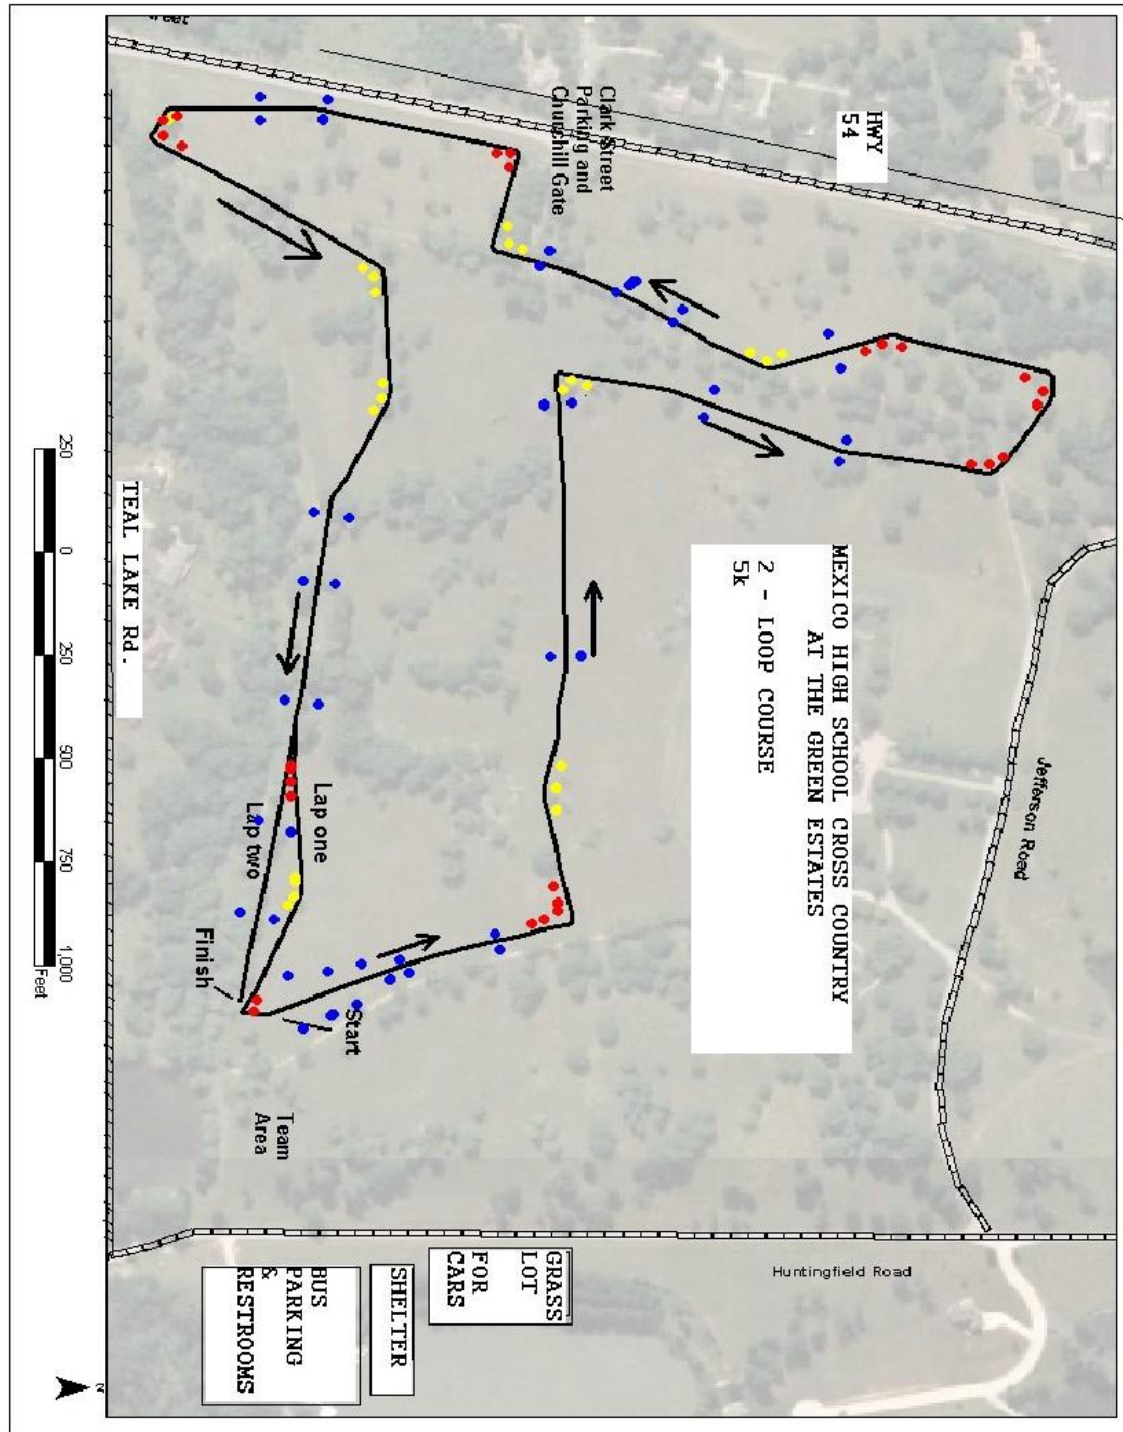 reet
Clark Street
Parking and
Churchill Gate
HWY
54
MEXICO HIGH SCHOOL CROSS COUNTRY
AT THE GREEN ESTATES
2 - LOOP COURSE
5k
Jefferson Road
TEAL LAKE Rd.
250
0
250
500
750
1,000
Feet
Lap one
Lap two
Finish
Start
Team
Area
Huntingfield Road
GRASS
LOT
FOR
CARS
SHELTER
BUS
PARKING
&
RESTROOMS